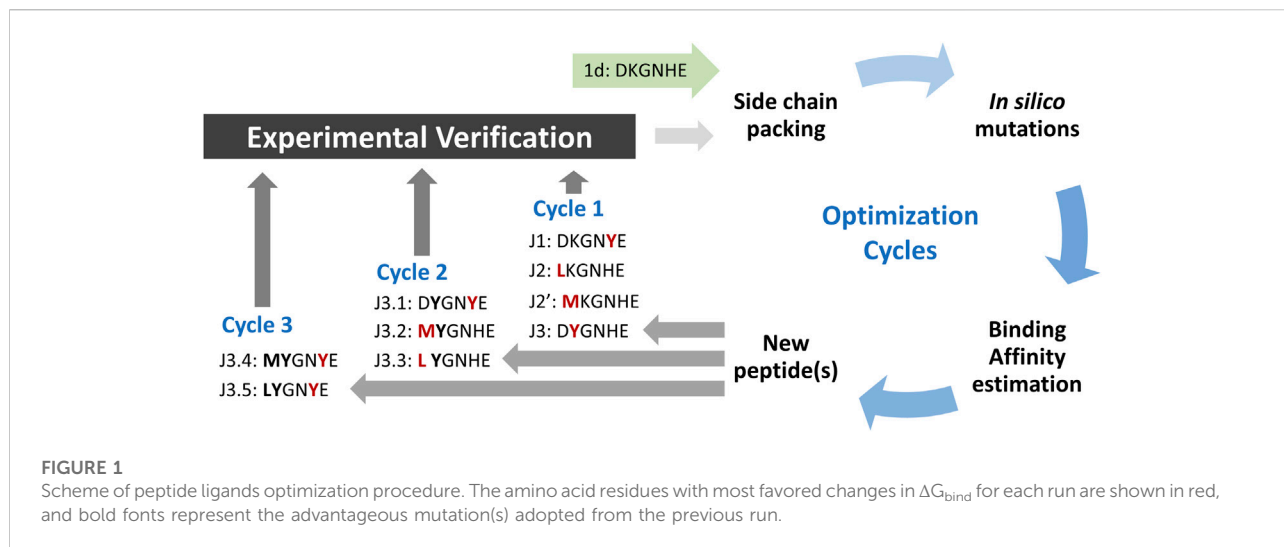 1d: DKGNHE
Side chain
packing
In silico
mutations
Experimental Verification
Optimization
Cycles
Cycle 1
J1: DKGNYE
J2: LKGNHE
J2’: MKGNHE
J3: DYGNHE
Cycle 2
J3.1: DYGNYE
J3.2: MYGNHE
J3.3: L YGNHE
Cycle 3
J3.4: MYGNYE
J3.5: LYGNYE
New
peptide(s)
Binding
Affinity
estimation
FIGURE 1
Scheme of peptide ligands optimization procedure. The amino acid residues with most favored changes in ΔGbind for each run are shown in red,
and bold fonts represent the advantageous mutation(s) adopted from the previous run.